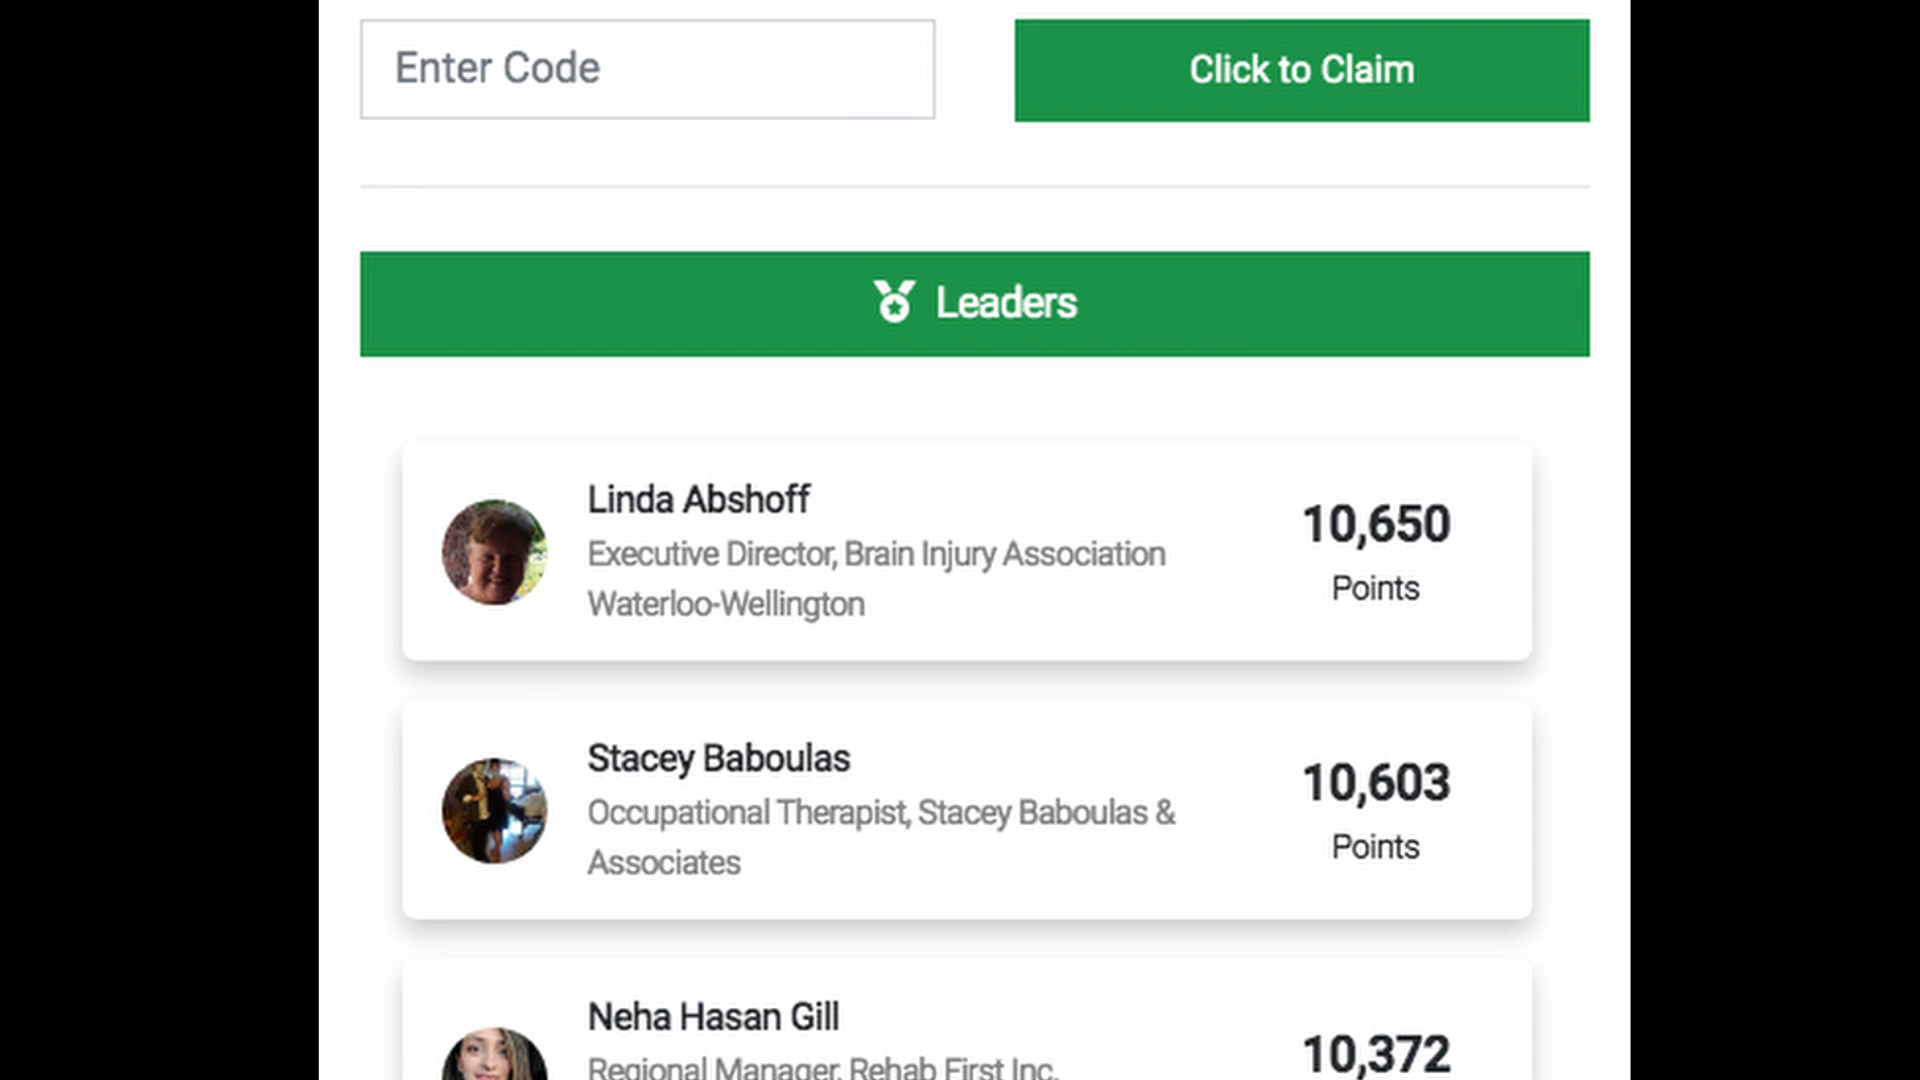 Enter Code
Click to Claim
Leaders
Linda Abshoff
Executive Director, Brain Injury Association
Waterloo-Wellington
10,650
Points
Stacey Baboulas
Occupational Therapist, Stacey Baboulas &
Associates
10,603
Points
Neha Hasan Gill
Regional Manager, Rehab First Inc.
10,372